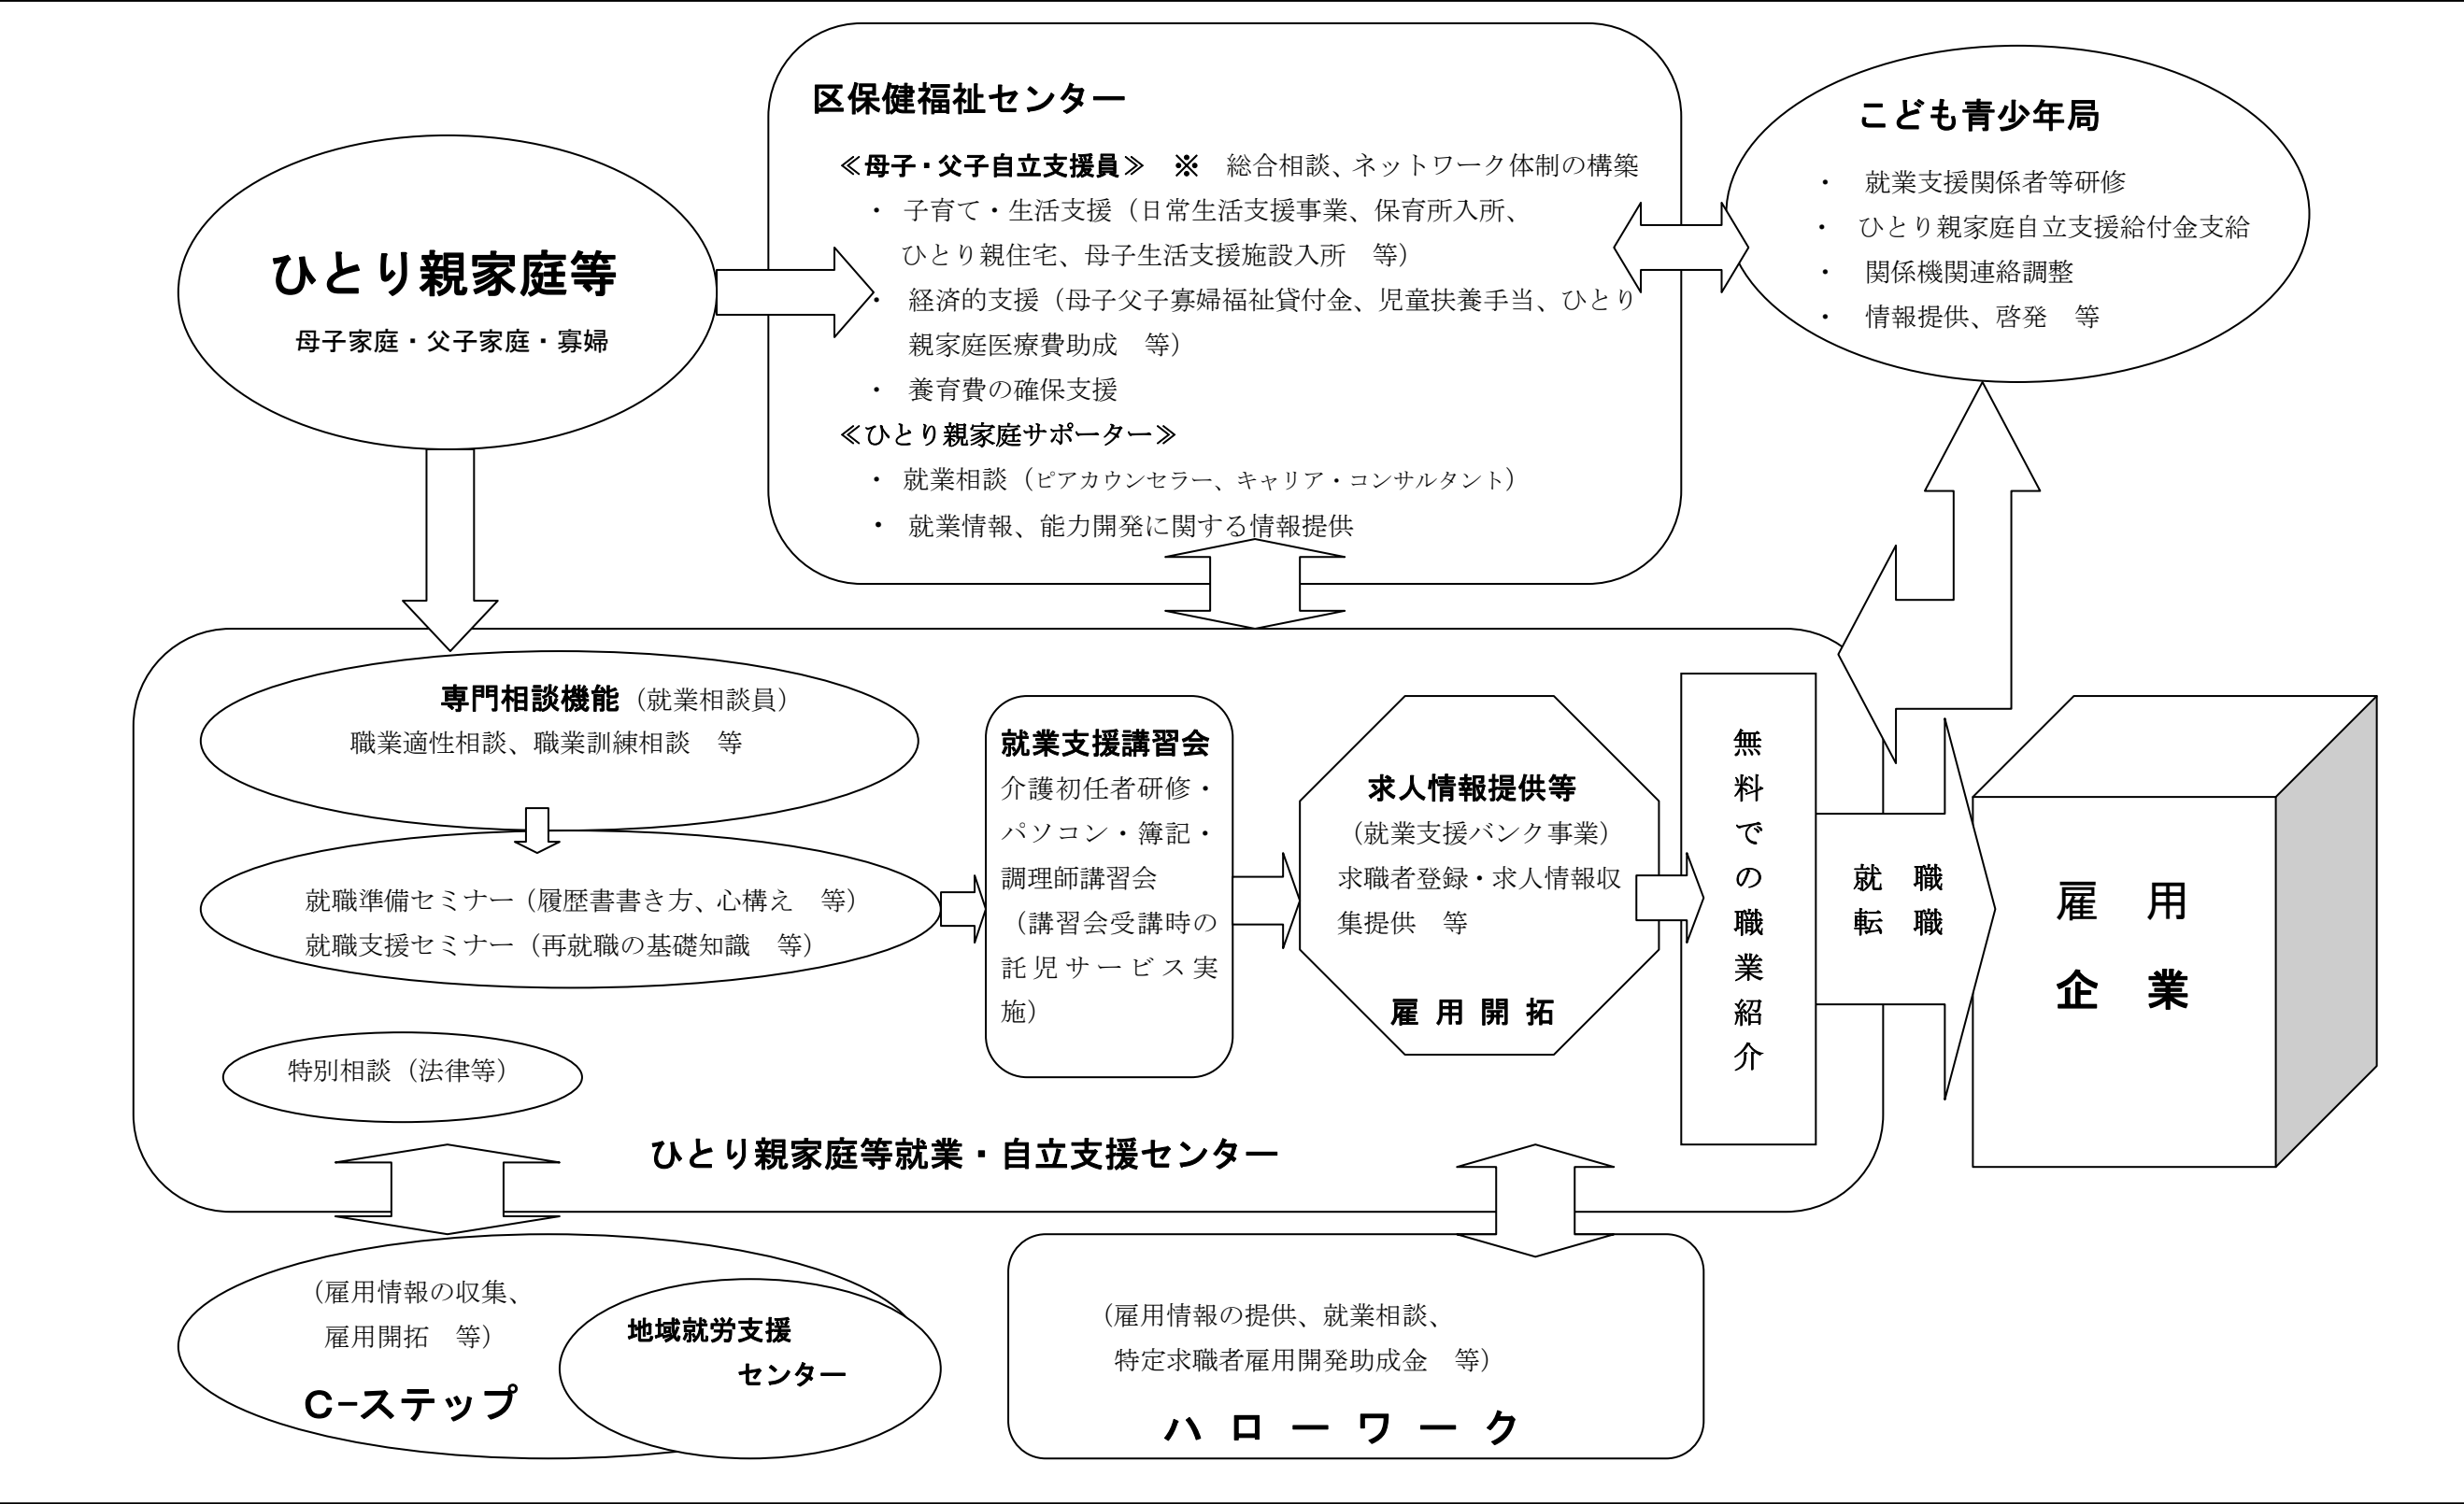 区保健福祉センター
≪母子・父子自立支援員≫　※　総合相談、ネットワーク体制の構築
・ 子育て・生活支援（日常生活支援事業、保育所入所、
ひとり親住宅、母子生活支援施設入所　等）
・ 経済的支援（母子父子寡婦福祉貸付金、児童扶養手当、ひとり
親家庭医療費助成　等）
・ 養育費の確保支援
≪ひとり親家庭サポーター≫
・ 就業相談（ピアカウンセラー、キャリア・コンサルタント）
・ 就業情報、能力開発に関する情報提供
こども青少年局
・ 就業支援関係者等研修
・ ひとり親家庭自立支援給付金支給
・ 関係機関連絡調整
・ 情報提供、啓発　等
ひとり親家庭等
母子家庭・父子家庭・寡婦
専門相談機能（就業相談員）
職業適性相談、職業訓練相談　等
就職準備セミナー（履歴書書き方、心構え　等）
就職支援セミナー（再就職の基礎知識　等）
特別相談（法律等）
就業支援講習会
介護初任者研修・
パソコン・簿記・
調理師講習会
（講習会受講時の
託児サービス実
施）
求人情報提供等
（就業支援バンク事業）
求職者登録・求人情報収
集提供　等
雇用開拓
無料での職業紹介
就　職
転　職
雇　用
企　業
ひとり親家庭等就業・自立支援センター
（雇用情報の収集、
雇用開拓　等）
C-ステップ
地域就労支援
センター
（雇用情報の提供、就業相談、
特定求職者雇用開発助成金　等）
ハローワーク